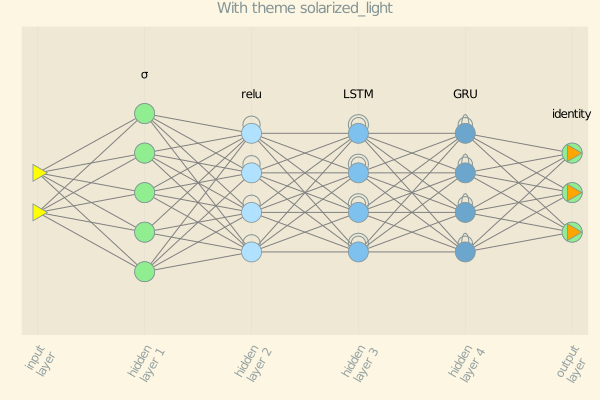 With theme solarized_light
σ
relu
LSTM
GRU
identity
input
layer
hidden
layer 1
hidden
layer 2
hidden
layer 3
hidden
layer 4
output
layer